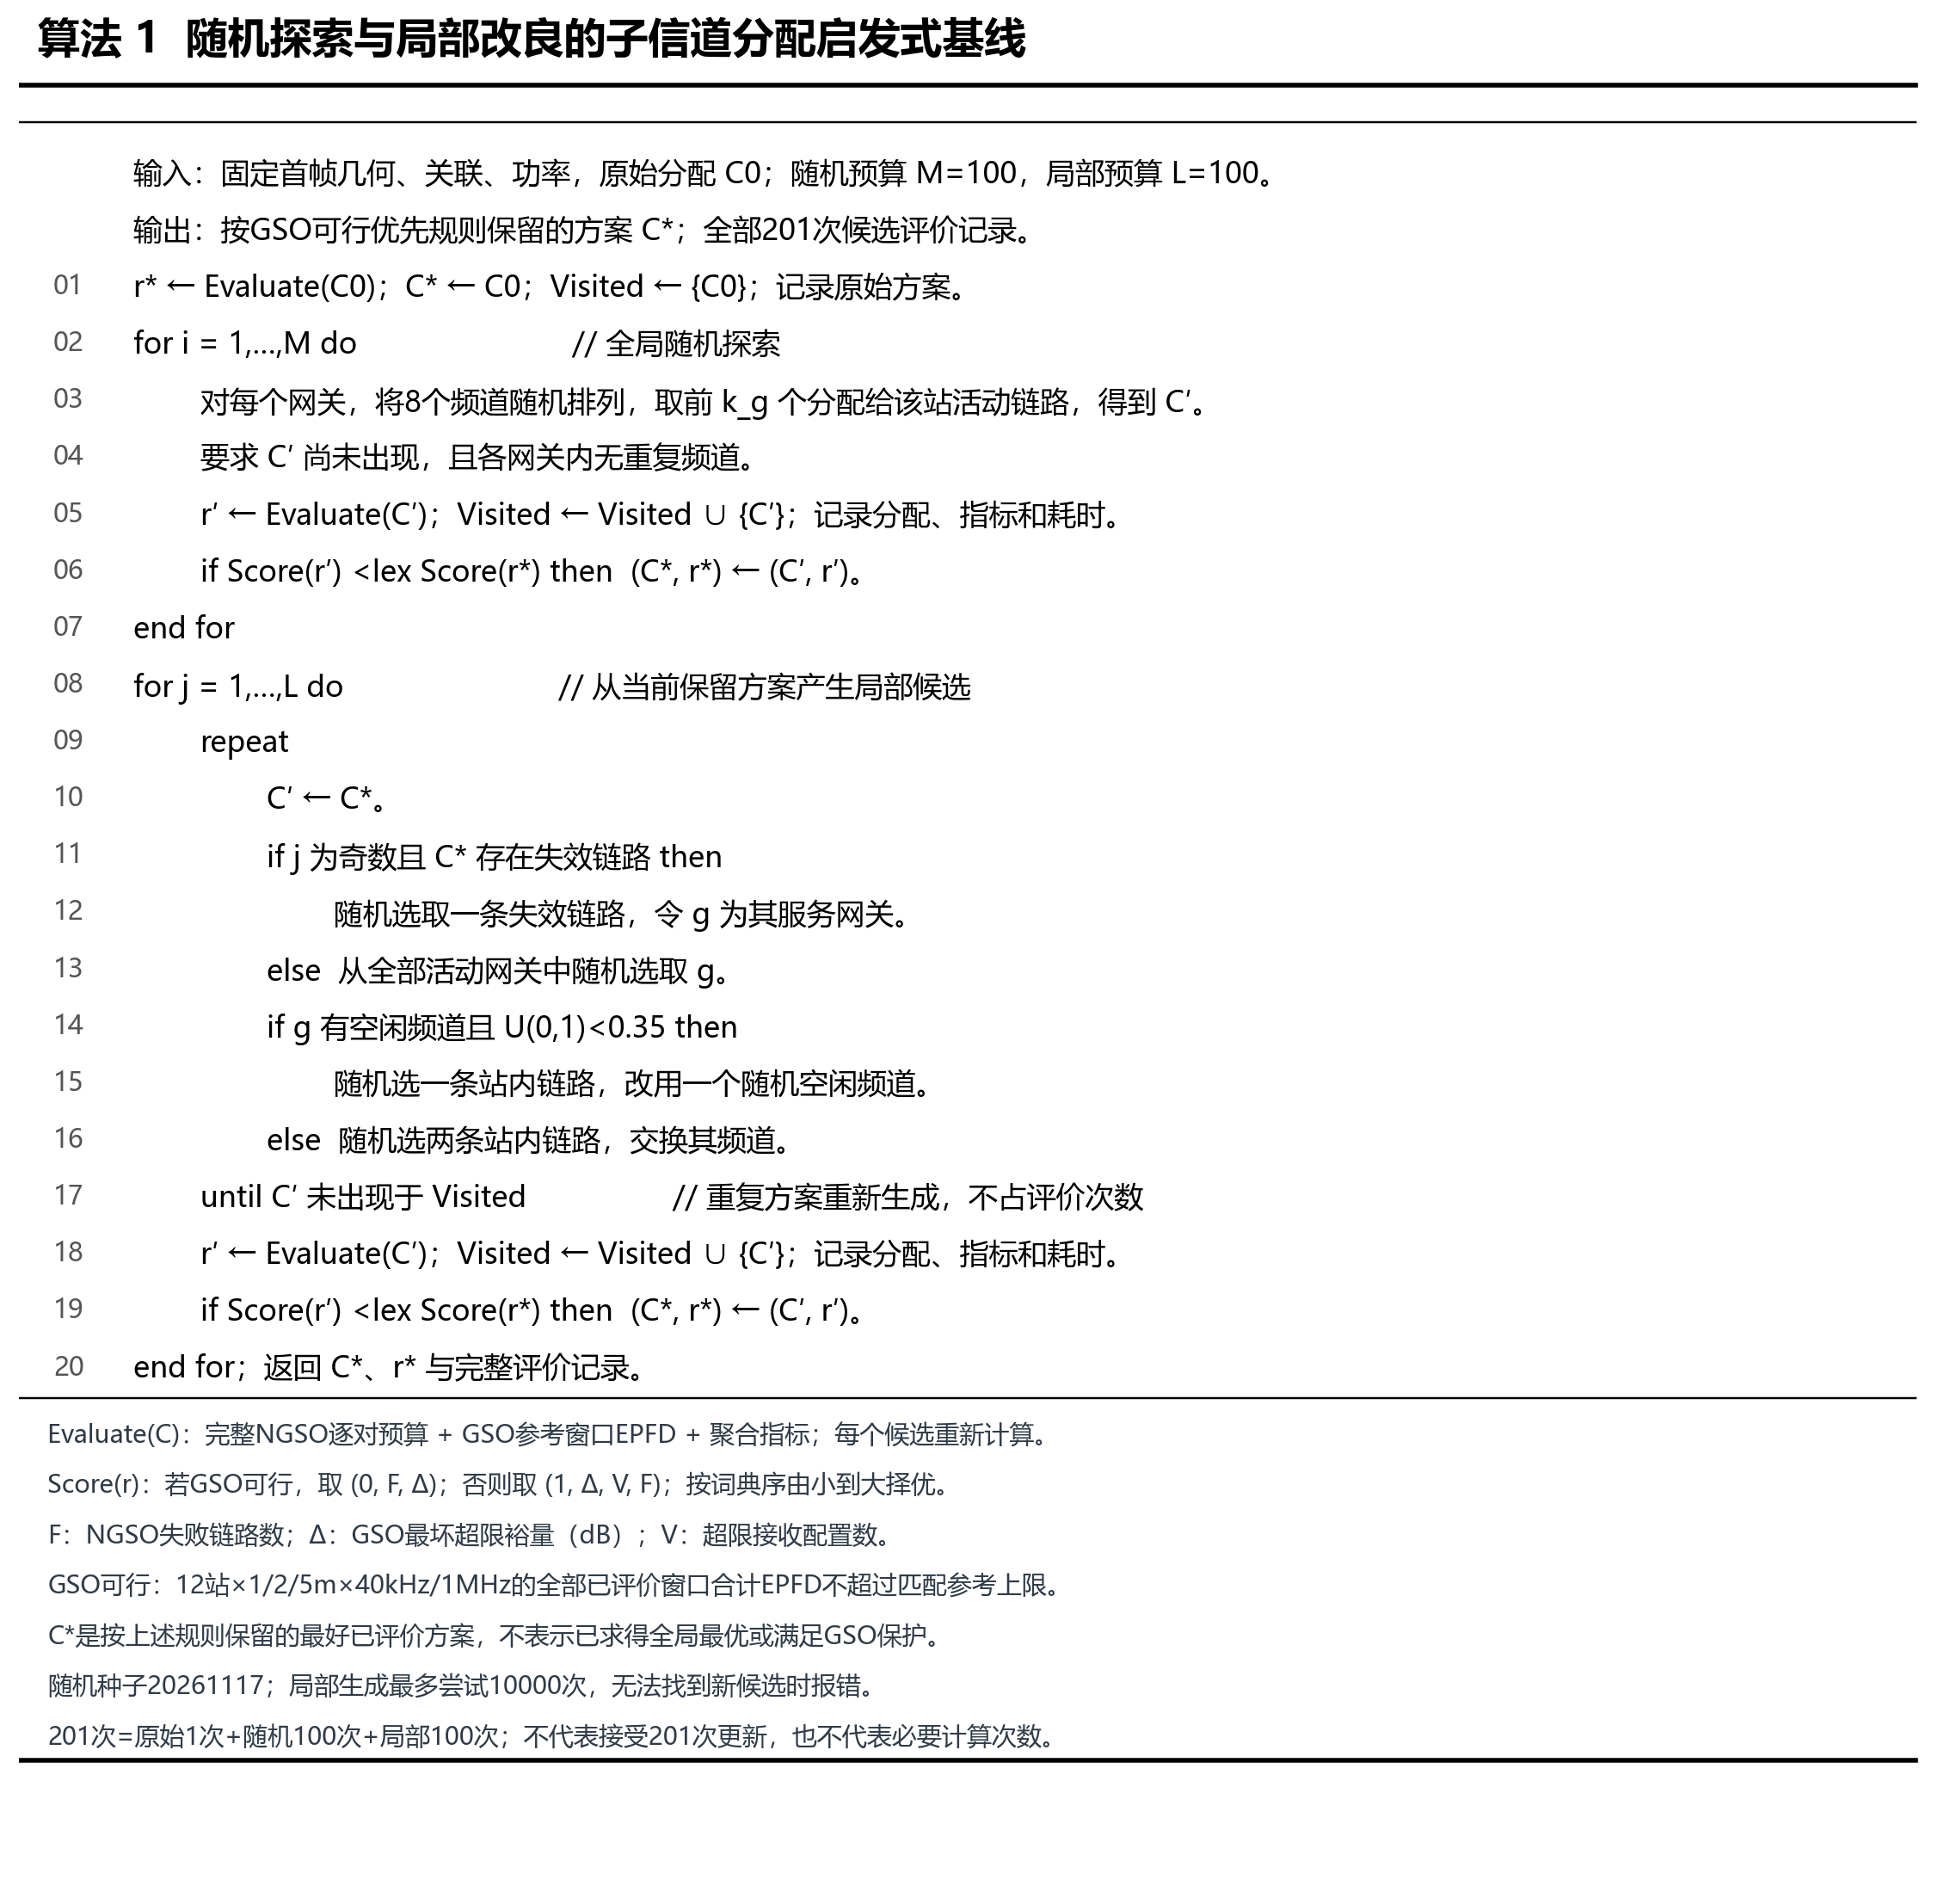 算法 1 随机探索与局部改良的子信道分配启发式基线
输入：固定首帧几何、关联、功率，原始分配 C0；随机预算 M=100，局部预算 L=100。
输出：按GSO可行优先规则保留的方案 C*；全部201次候选评价记录。
01 r* ← Evaluate(C0)；C* ← C0；Visited ← {C0}；记录原始方案。
02 for i = 1,...,M do // 全局随机探索
03 对每个网关，将8个频道随机排列，取前 k_g 个分配给该站活动链路，得到 C′。
04 要求 C′ 尚未出现，且各网关内无重复频道。
05 r′ ← Evaluate(C′)；Visited ← Visited ∪ {C′}；记录分配、指标和耗时。
06 if Score(r′) <lex Score(r*) then (C*, r*) ← (C′, r′)。
07 end for
08 for j = 1,...,L do // 从当前保留方案产生局部候选
09 repeat
10 C′ ← C*。
11 if j 为奇数且 C* 存在失效链路 then
12 随机选取一条失效链路，令 g 为其服务网关。
13 else 从全部活动网关中随机选取 g。
14 if g 有空闲频道且 U(0,1)<0.35 then
15 随机选一条站内链路，改用一个随机空闲频道。
16 else 随机选两条站内链路，交换其频道。
17 until C′ 未出现于 Visited // 重复方案重新生成，不占评价次数
18 r′ ← Evaluate(C′)；Visited ← Visited ∪ {C′}；记录分配、指标和耗时。
19 if Score(r′) <lex Score(r*) then (C*, r*) ← (C′, r′)。
20 end for；返回 C*、r* 与完整评价记录。
Evaluate(C)：完整NGSO逐对预算 + GSO参考窗口EPFD + 聚合指标；每个候选重新计算。
Score(r)：若GSO可行，取 (0, F, Δ)；否则取 (1, Δ, V, F)；按词典序由小到大择优。
F：NGSO失败链路数；Δ：GSO最坏超限裕量（dB）；V：超限接收配置数。
GSO可行：12站×1/2/5m×40kHz/1MHz的全部已评价窗口合计EPFD不超过匹配参考上限。
C*是按上述规则保留的最好已评价方案，不表示已求得全局最优或满足GSO保护。
随机种子20261117；局部生成最多尝试10000次，无法找到新候选时报错。
201次=原始1次+随机100次+局部100次；不代表接受201次更新，也不代表必要计算次数。